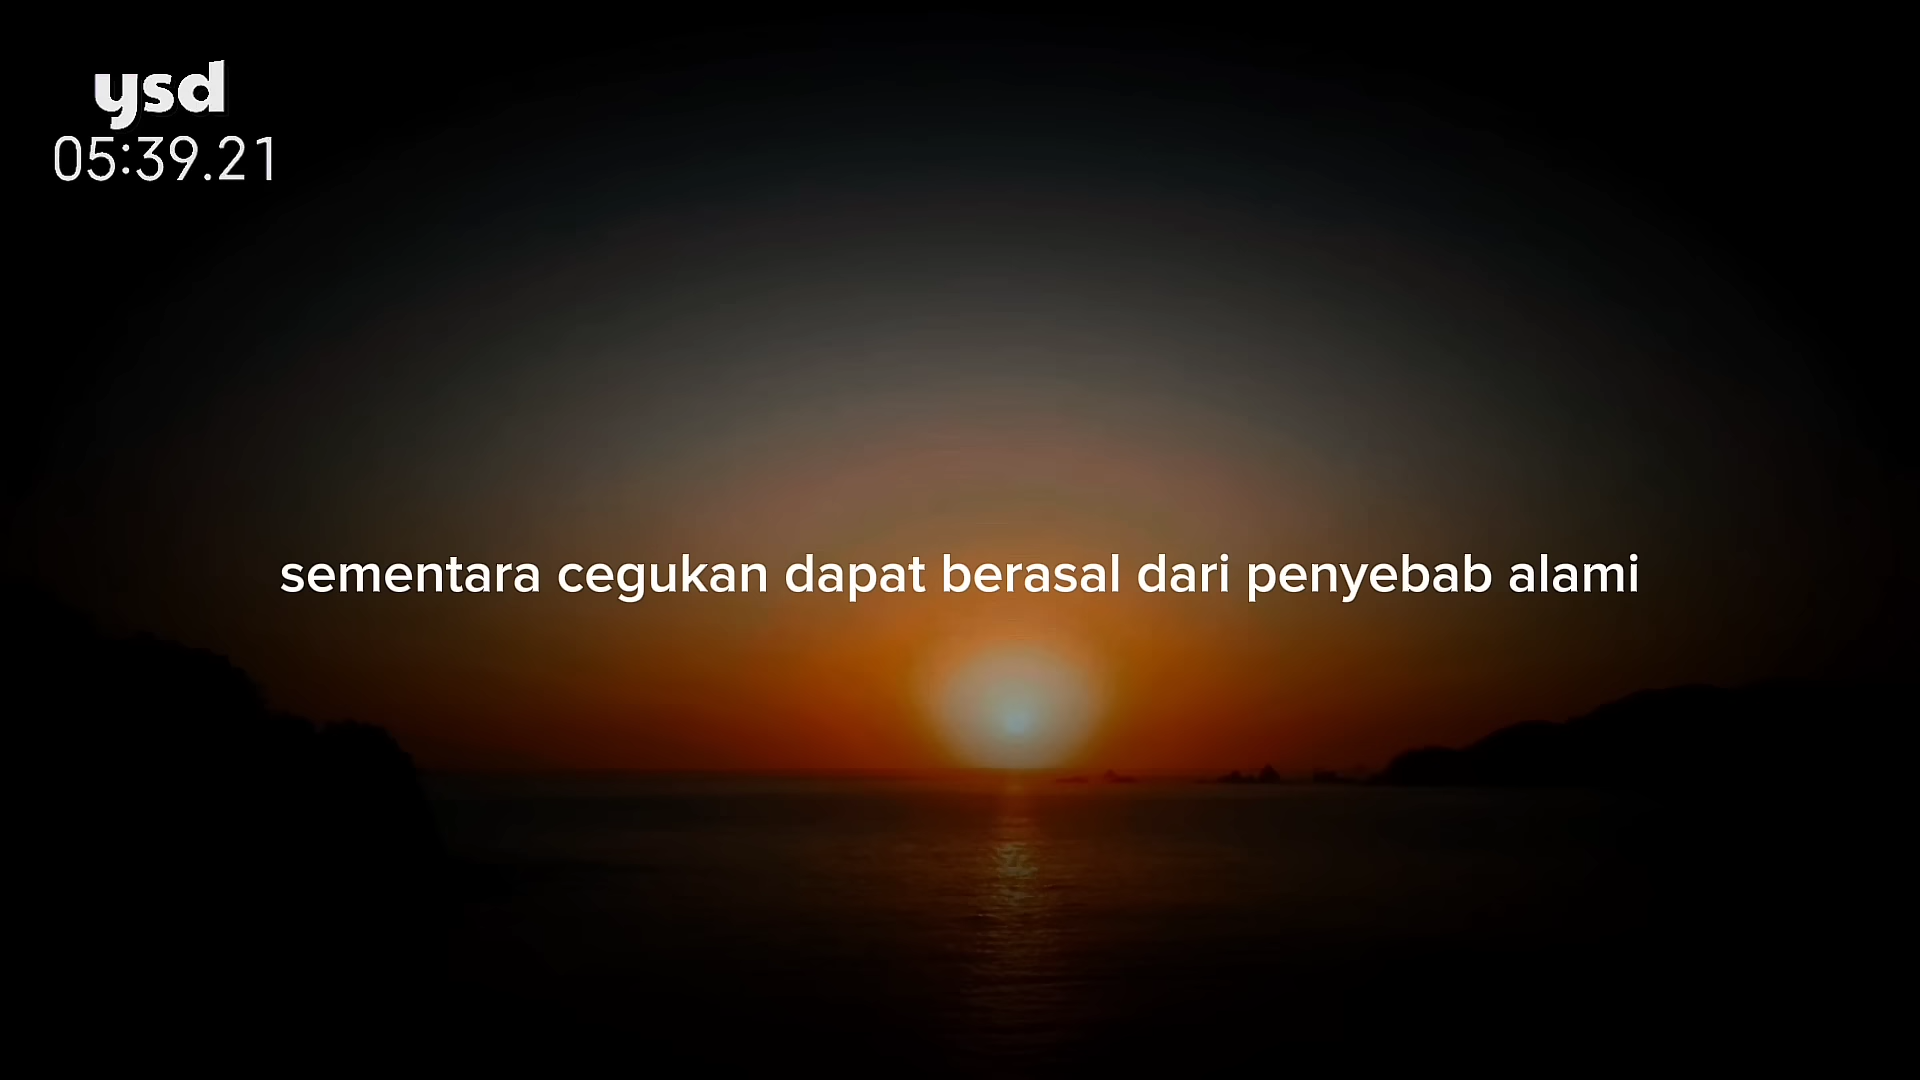 ysd
05:39.21
sementara cegukan dapat berasal dari penyebab alami